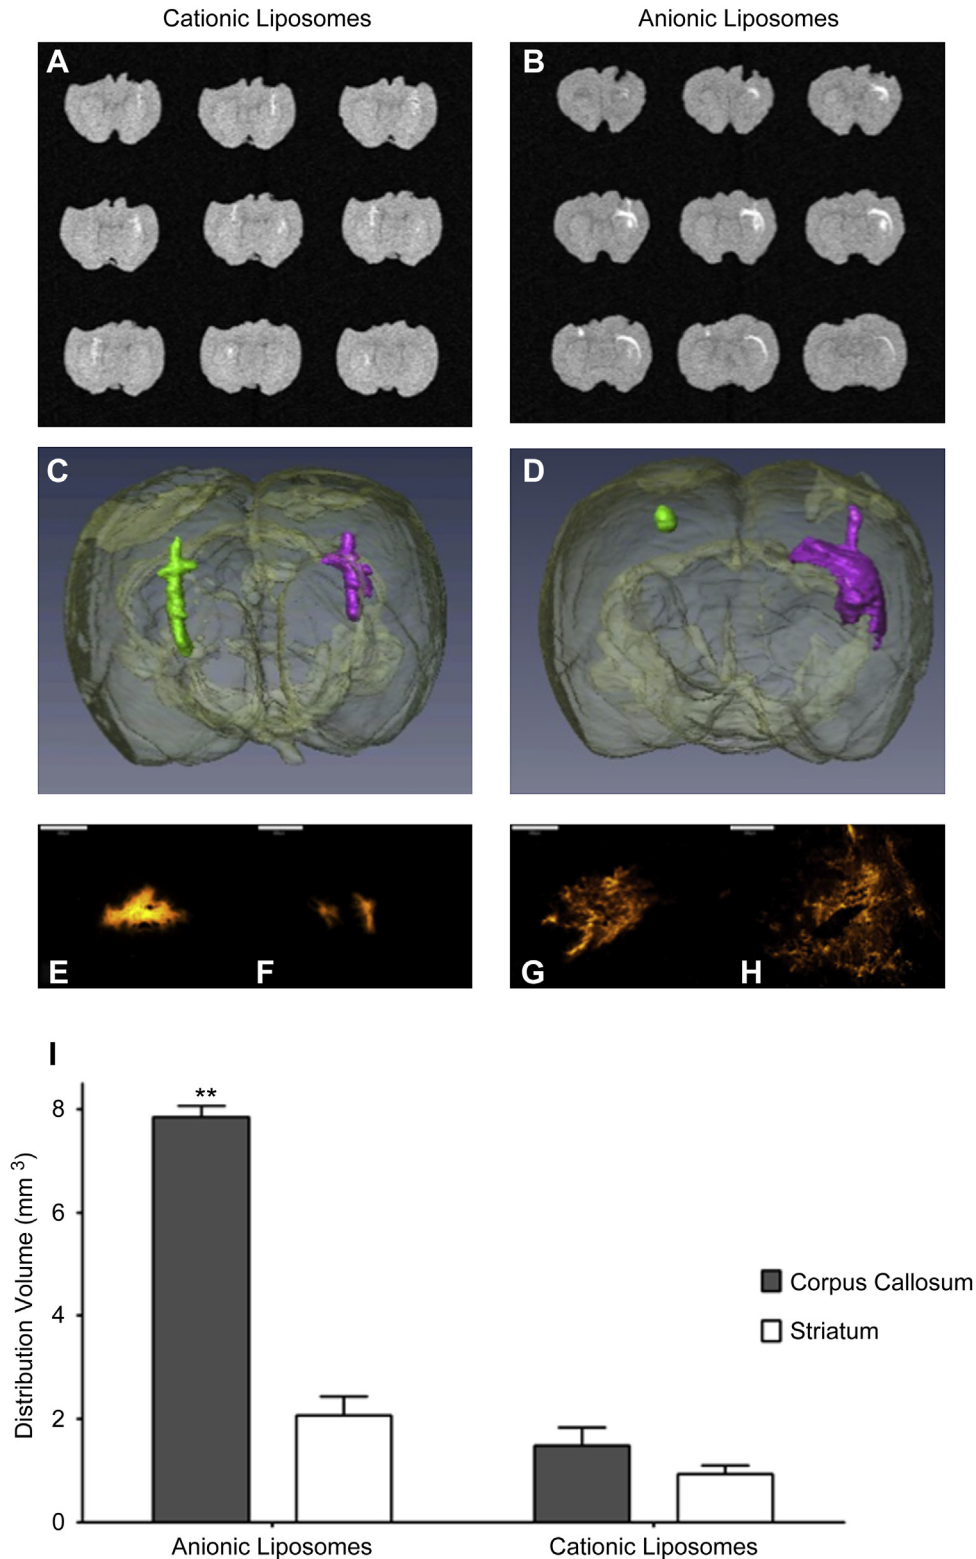 Cationic Liposomes
Anionic Liposomes
A
B
C
D
E
F
G
H
I
**
8
6
4
2
0
Distribution Volume (mm 3)
Corpus Callosum
Striatum
Anionic Liposomes
Cationic Liposomes